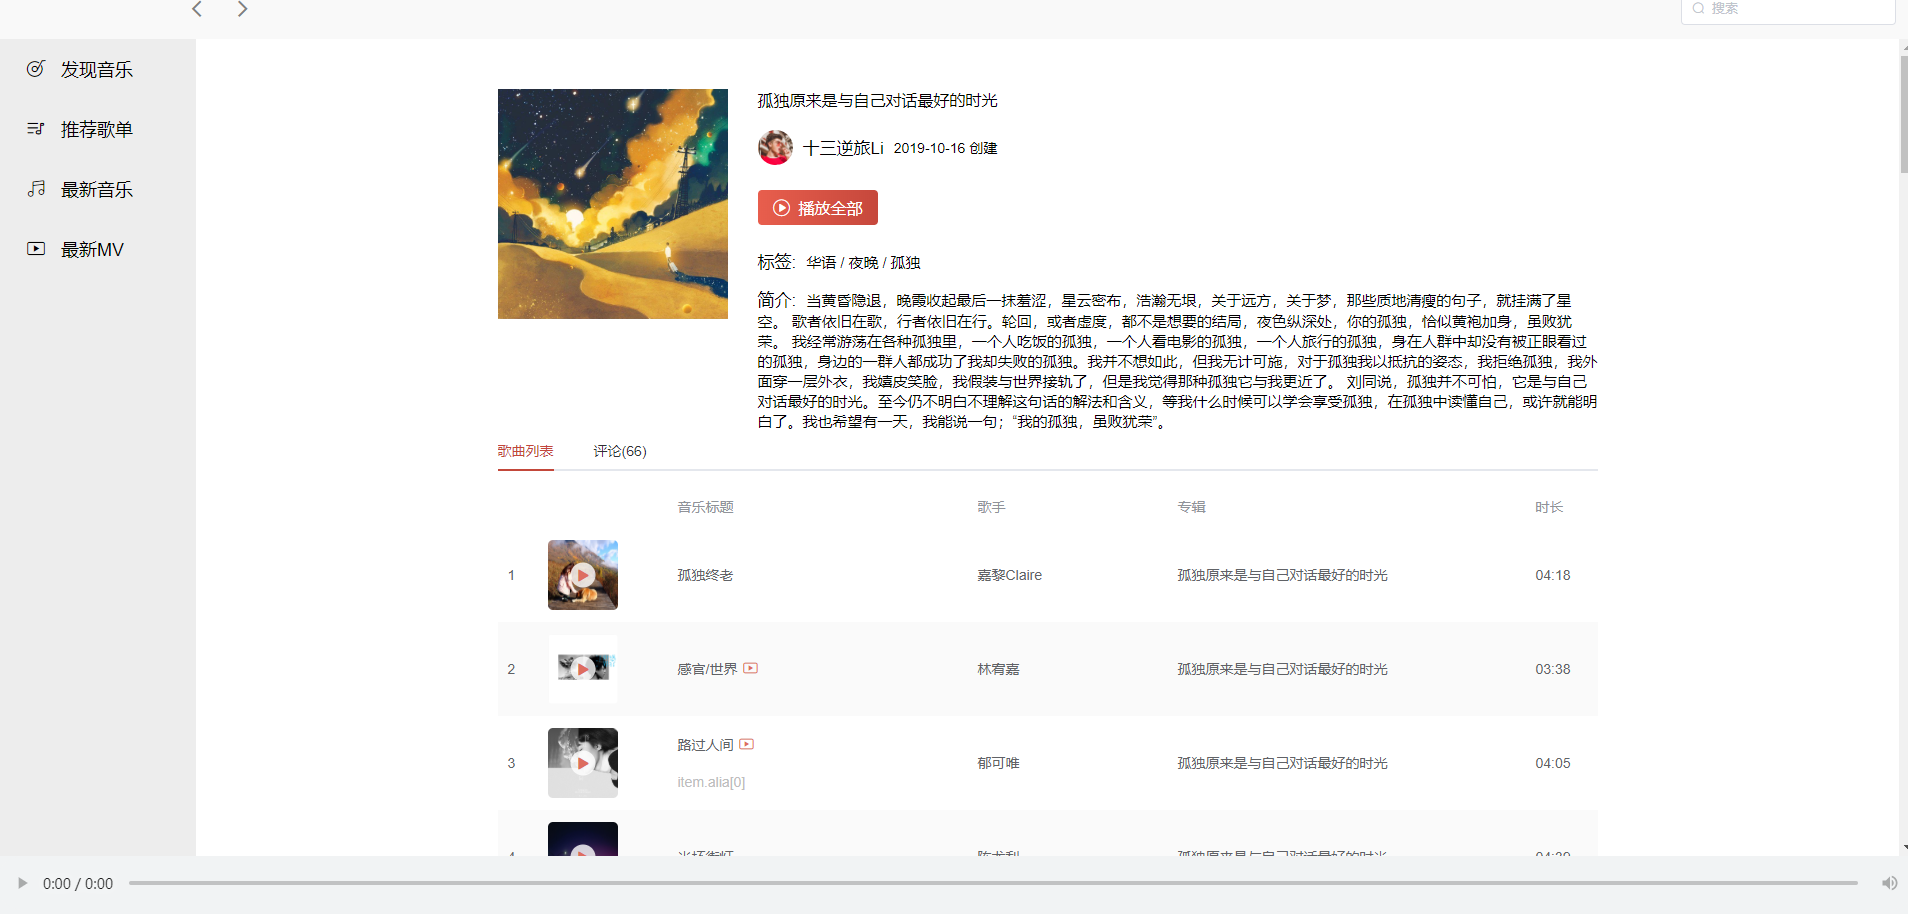 搜索
发现音乐
推荐歌单
最新音乐
最新MV
孤独原来是与自己对话最好的时光
十三逆旅Li 2019-10-16 创建
播放全部
标签: 华语 / 夜晚 / 孤独
简介: 当黄昏隐退，晚霞收起最后一抹羞涩，星云密布，浩瀚无垠，关于远方，关于梦，那些质地清瘦的句子，就挂满了星
空。 歌者依旧在歌，行者依旧在行。轮回，或者虚度，都不是想要的结局，夜色纵深处，你的孤独，恰似黄袍加身，虽败犹
荣。 我经常游荡在各种孤独里，一个人吃饭的孤独，一个人看电影的孤独，一个人旅行的孤独，身在人群中却没有被正眼看过
的孤独，身边的一群人都成功了我却失败的孤独。我并不想如此，但我无计可施，对于孤独我以抵抗的姿态，我拒绝孤独，我外
面穿一层外衣，我嬉皮笑脸，我假装与世界接轨了，但是我觉得那种孤独它与我更近了。 刘同说，孤独并不可怕，它是与自己
对话最好的时光。至今仍不明白不理解这句话的解法和含义，等我什么时候可以学会享受孤独，在孤独中读懂自己，或许就能明
白了。我也希望有一天，我能说一句；“我的孤独，虽败犹荣”。
歌曲列表 评论(66)
音乐标题 歌手 专辑 时长
1 孤独终老 嘉黎Claire 孤独原来是与自己对话最好的时光 04:18
2 感官/世界 林宥嘉 孤独原来是与自己对话最好的时光 03:38
3 路过人间 郁可唯 孤独原来是与自己对话最好的时光 04:05
item.alia[0]
孤独原来是与自己对话最好的时光
0:00 / 0:00